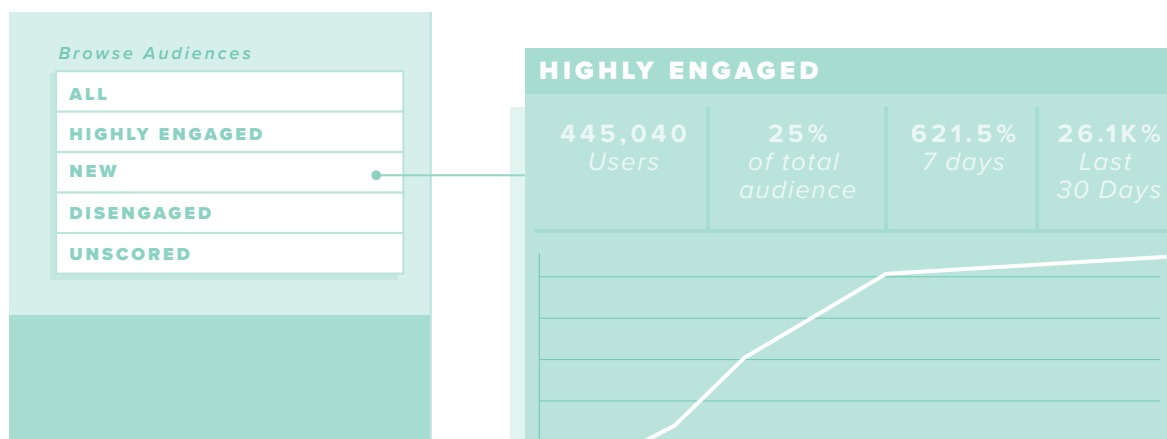 Browse Audiences
ALL
HIGHLY ENGAGED
NEW
DISENGAGED
UNSCORED
HIGHLY ENGAGED
445,040
Users
25%
of total
audience
621.5%
7 days
26.1K%
Last
30 Days